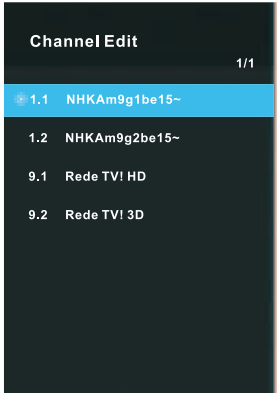 Channel Edit
1/1
1.1 NHKAm9g1be15~
1.2 NHKAm9g2be15~
9.1 Rede TV! HD
9.2 Rede TV! 3D